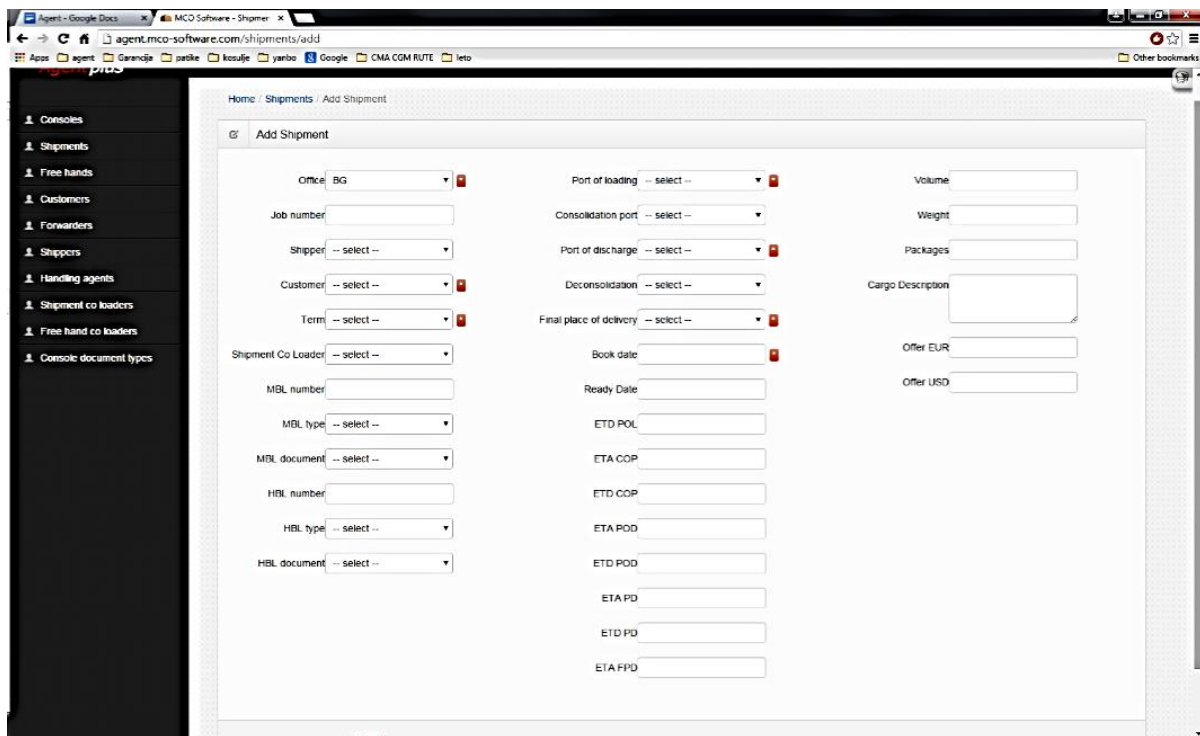 Agent - Google Docs
MCO Software - Shipmer
agent.mco-software.com/shipments/add
Apps agent Garancija patike kosulje yanbo Google CMA CGM RUTE leto Other bookmarks
Agent plus
Consoles
Shipments
Free hands
Customers
Forwarders
Shippers
Handling agents
Shipment co loaders
Free hand co loaders
Console document types
Home / Shipments / Add Shipment
Add Shipment
Office BG
Job number
Shipper -- select --
Customer -- select --
Term -- select --
Shipment Co Loader -- select --
MBL number
MBL type -- select --
MBL document -- select --
HBL number
HBL type -- select --
HBL document -- select --
Port of loading -- select --
Consolidation port -- select --
Port of discharge -- select --
Deconsolidation -- select --
Final place of delivery -- select --
Book date
Ready Date
ETD POL
ETA COP
ETD COP
ETA POD
ETD POD
ETA PD
ETD PD
ETA FPD
Volume
Weight
Packages
Cargo Description
Offer EUR
Offer USD